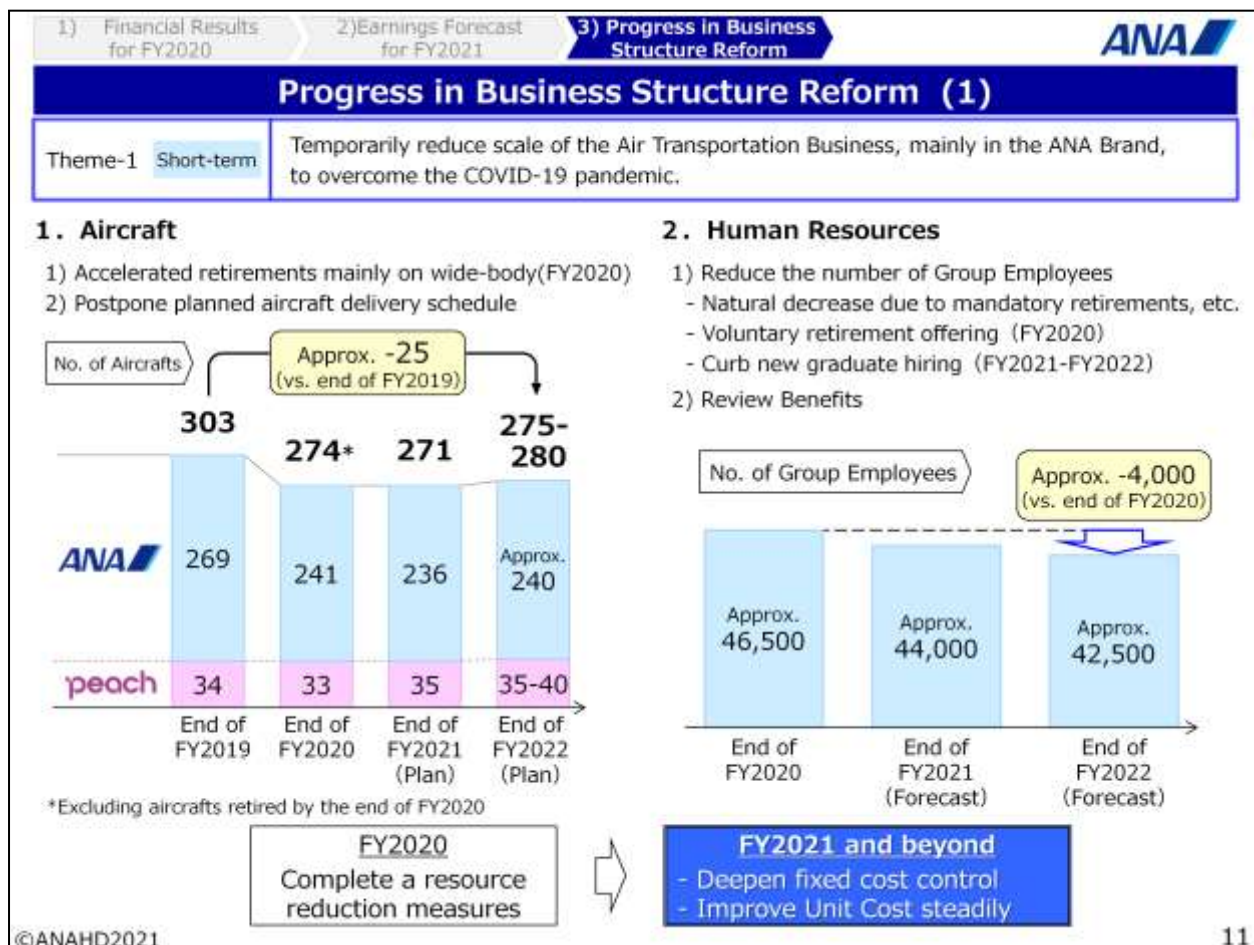 1) Financial Results
for FY2020
2)Earnings Forecast
for FY2021
3) Progress in Business
Structure Reform
ANA
Progress in Business Structure Reform (1)
Theme-1 Short-term
Temporarily reduce scale of the Air Transportation Business, mainly in the ANA Brand,
to overcome the COVID-19 pandemic.
1. Aircraft
1) Accelerated retirements mainly on wide-body(FY2020)
2) Postpone planned aircraft delivery schedule
No. of Aircrafts
Approx. -25
(vs. end of FY2019)
303
274*
271
275-
280
ANA
269
241
236
Approx.
240
peach
34
33
35
35-40
End of
FY2019
End of
FY2020
End of
FY2021
(Plan)
End of
FY2022
(Plan)
*Excluding aircrafts retired by the end of FY2020
2. Human Resources
1) Reduce the number of Group Employees
- Natural decrease due to mandatory retirements, etc.
- Voluntary retirement offering (FY2020)
- Curb new graduate hiring (FY2021-FY2022)
2) Review Benefits
No. of Group Employees
Approx. -4,000
(vs. end of FY2020)
Approx.
46,500
Approx.
44,000
Approx.
42,500
End of
FY2020
End of
FY2021
(Forecast)
End of
FY2022
(Forecast)
FY2020
Complete a resource
reduction measures
FY2021 and beyond
- Deepen fixed cost control
- Improve Unit Cost steadily
©ANAHD2021
11